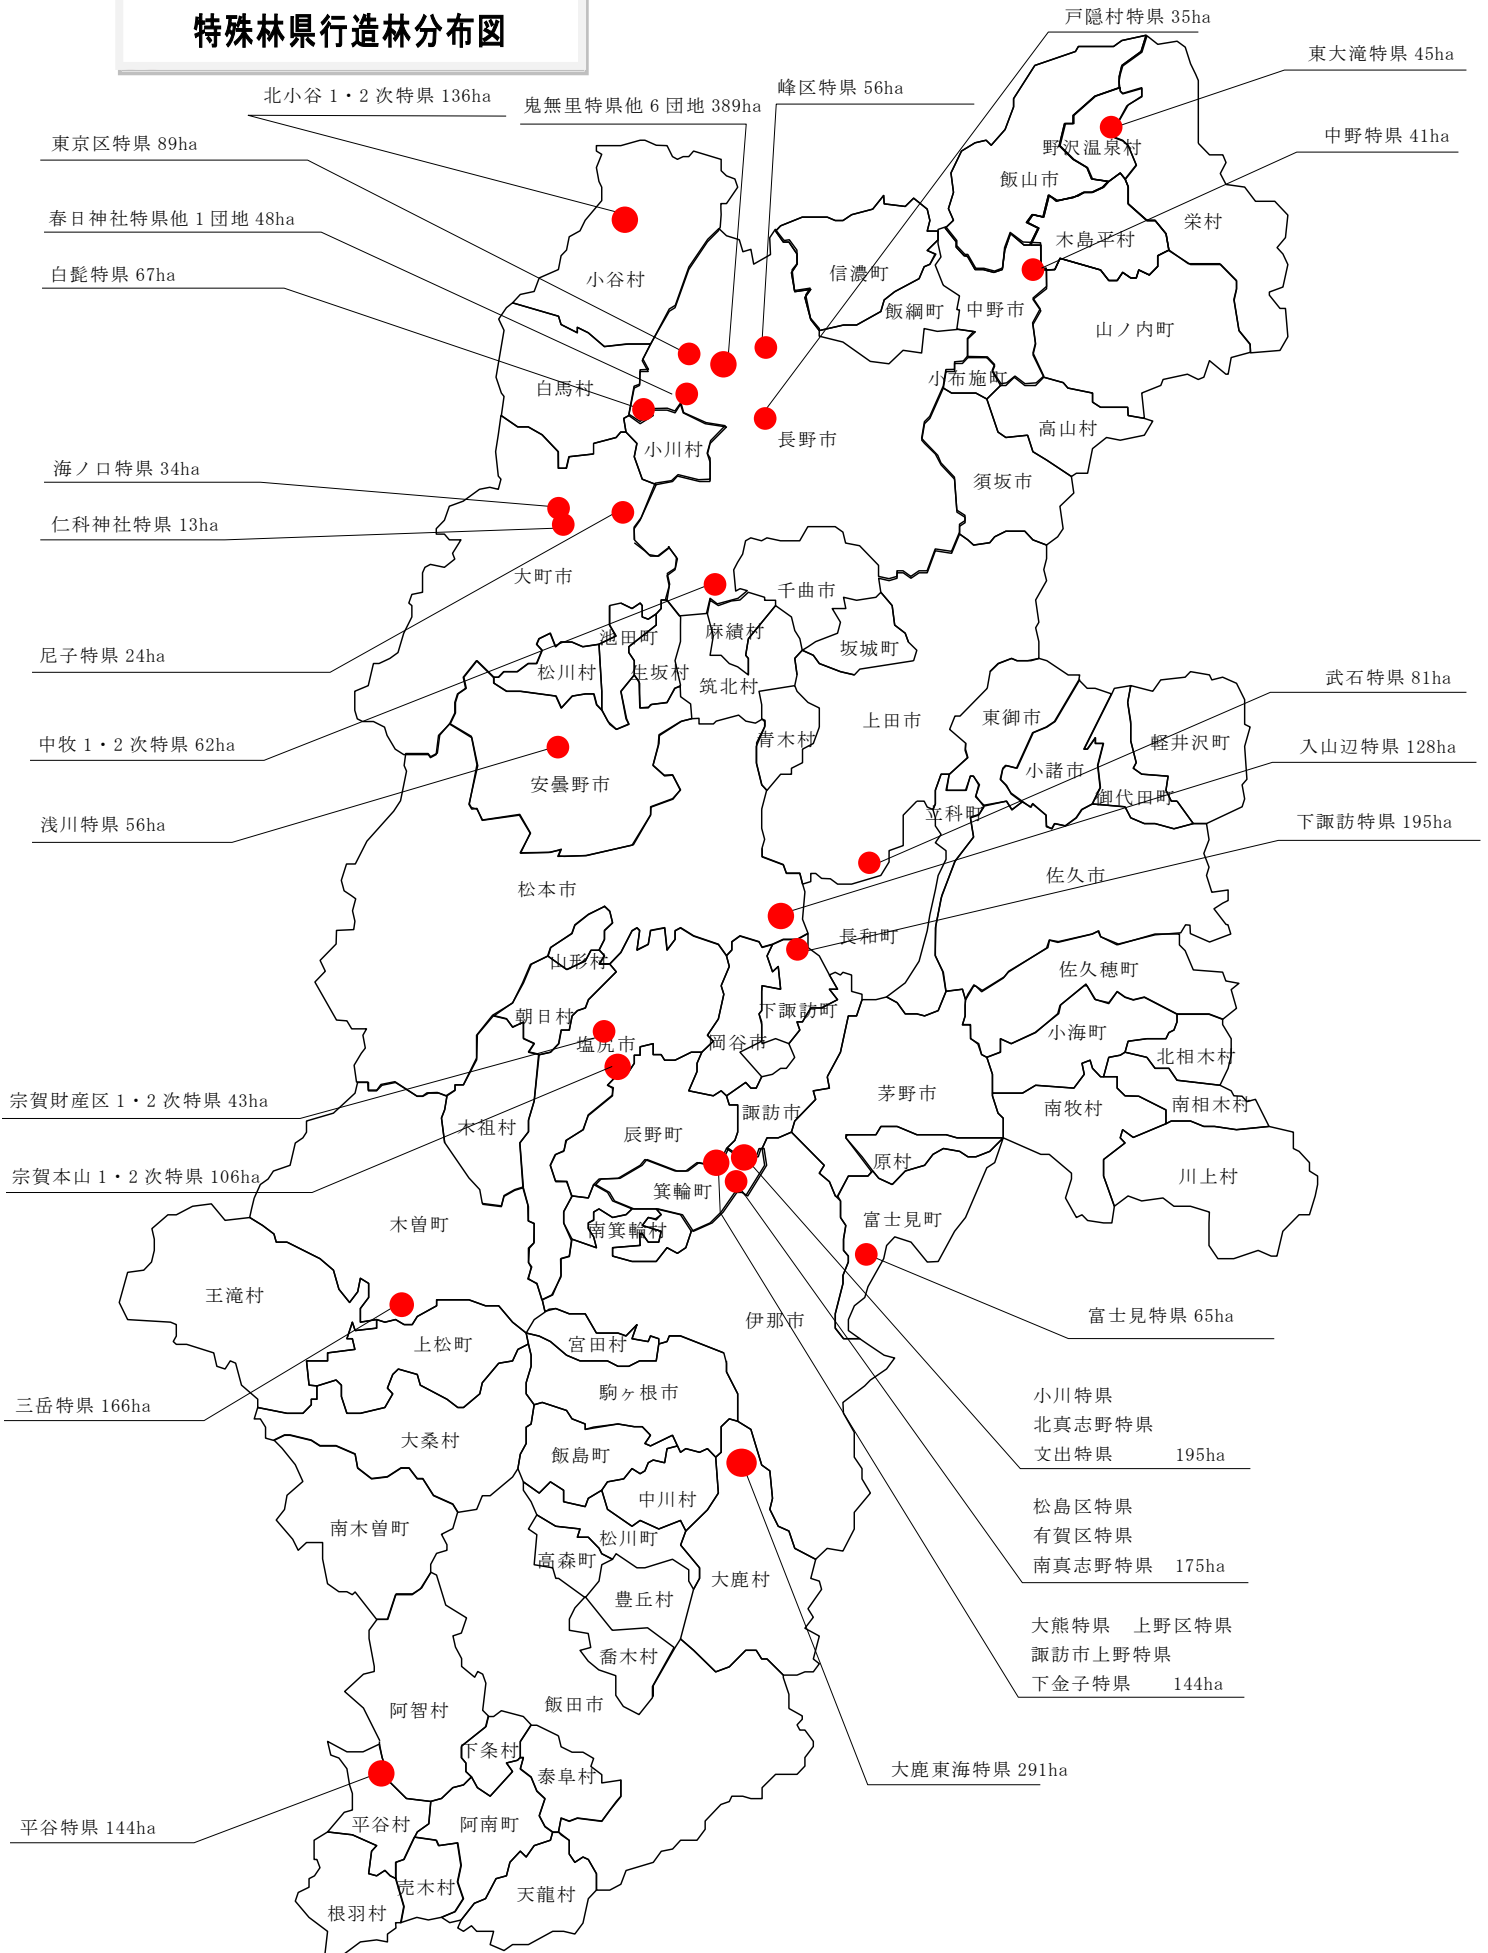 特殊林県行造林分布図
戸隠村特県 35ha
東大滝特県 45ha
北小谷 1・2 次特県 136ha
鬼無里特県他 6 団地 389ha
峰区特県 56ha
中野特県 41ha
東京区特県 89ha
野沢温泉村
飯山市
春日神社特県他 1 団地 48ha
栄村
木島平村
白髭特県 67ha
小谷村
信濃町
飯綱町
中野市
山ノ内町
白馬村
小布施町
高山村
長野市
小川村
海ノ口特県 34ha
須坂市
仁科神社特県 13ha
大町市
千曲市
池田町
麻績村
坂城町
尼子特県 24ha
松川村
生坂村
筑北村
武石特県 81ha
上田市
東御市
中牧 1・2 次特県 62ha
青木村
軽井沢町
入山辺特県 128ha
安曇野市
小諸市
御代田町
浅川特県 56ha
立科町
下諏訪特県 195ha
佐久市
松本市
長和町
山形村
佐久穂町
朝日村
下諏訪町
塩尻市
岡谷市
小海町
北相木村
宗賀財産区 1・2 次特県 43ha
茅野市
南牧村
南相木村
木祖村
諏訪市
辰野町
原村
宗賀本山 1・2 次特県 106ha
箕輪町
川上村
木曽町
南箕輪村
富士見町
王滝村
伊那市
富士見特県 65ha
上松町
宮田村
三岳特県 166ha
駒ヶ根市
小川特県
北真志野特県
文出特県 195ha
大桑村
飯島町
中川村
松島区特県
有賀区特県
南真志野特県 175ha
南木曽町
松川町
高森町
大鹿村
豊丘村
大熊特県 上野区特県
諏訪市上野特県
下金子特県 144ha
喬木村
阿智村
飯田市
下条村
泰阜村
大鹿東海特県 291ha
平谷特県 144ha
平谷村
阿南町
売木村
天龍村
根羽村